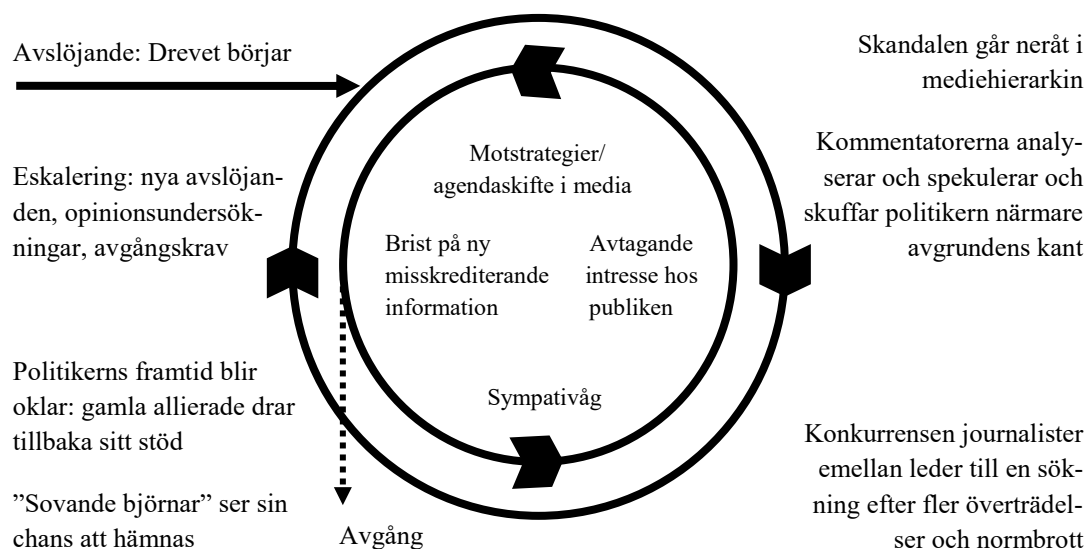 Avslöjande: Drevet börjar
Eskalering: nya avslöjan-
den, opinionsundersök-
ningar, avgångskrav
Politikerns framtid blir
oklar: gamla allierade drar
tillbaka sitt stöd
”Sovande björnar” ser sin
chans att hämnas
Motstrategier/
agendaskifte i media
Brist på ny
misskrediterande
information
Avtagande
intresse hos
publiken
Sympativåg
Avgång
Skandalen går neråt i
mediehierarkin
Kommentatorerna analy-
serar och spekulerar och
skuffar politikern närmare
avgrundens kant
Konkurrensen journalister
emellan leder till en sök-
ning efter fler överträdel-
ser och normbrott